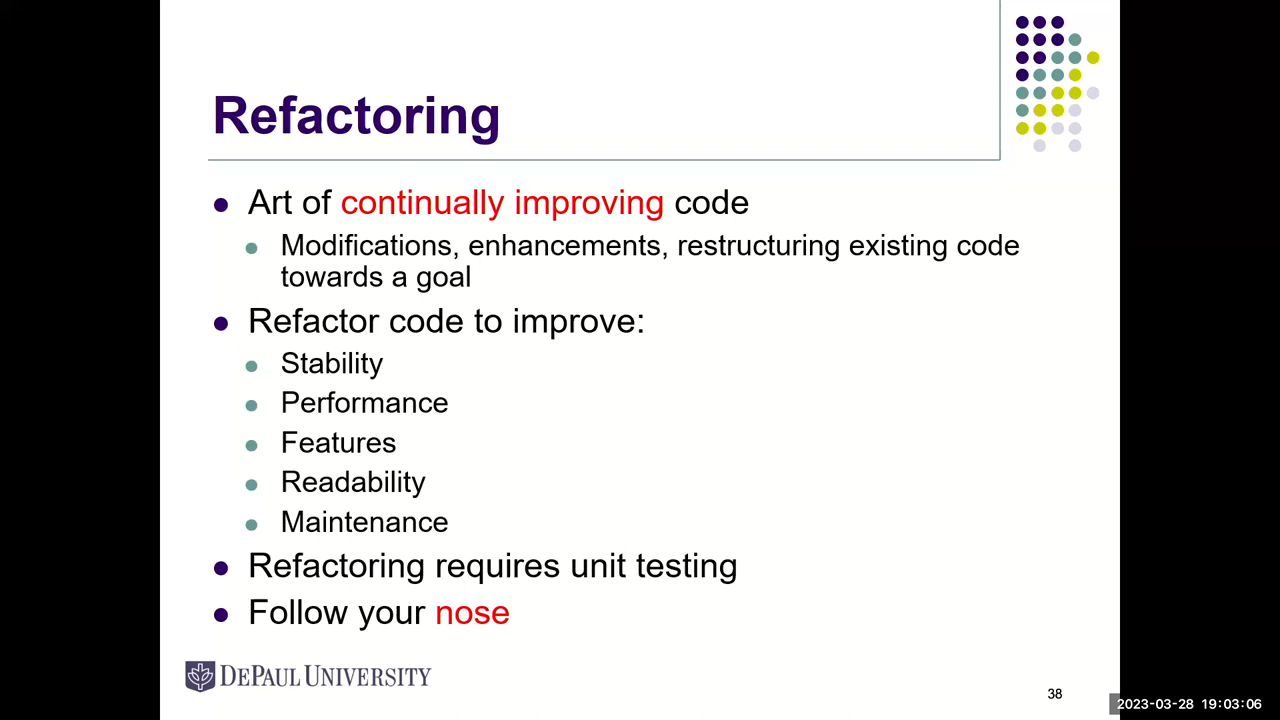 Refactoring
Art of continually improving code
Modifications, enhancements, restructuring existing code
towards a goal
Refactor code to improve:
Stability
Performance
Features
Readability
Maintenance
Refactoring requires unit testing
Follow your nose
DEPAUL UNIVERSITY
38
2023-03-28 19:03:06